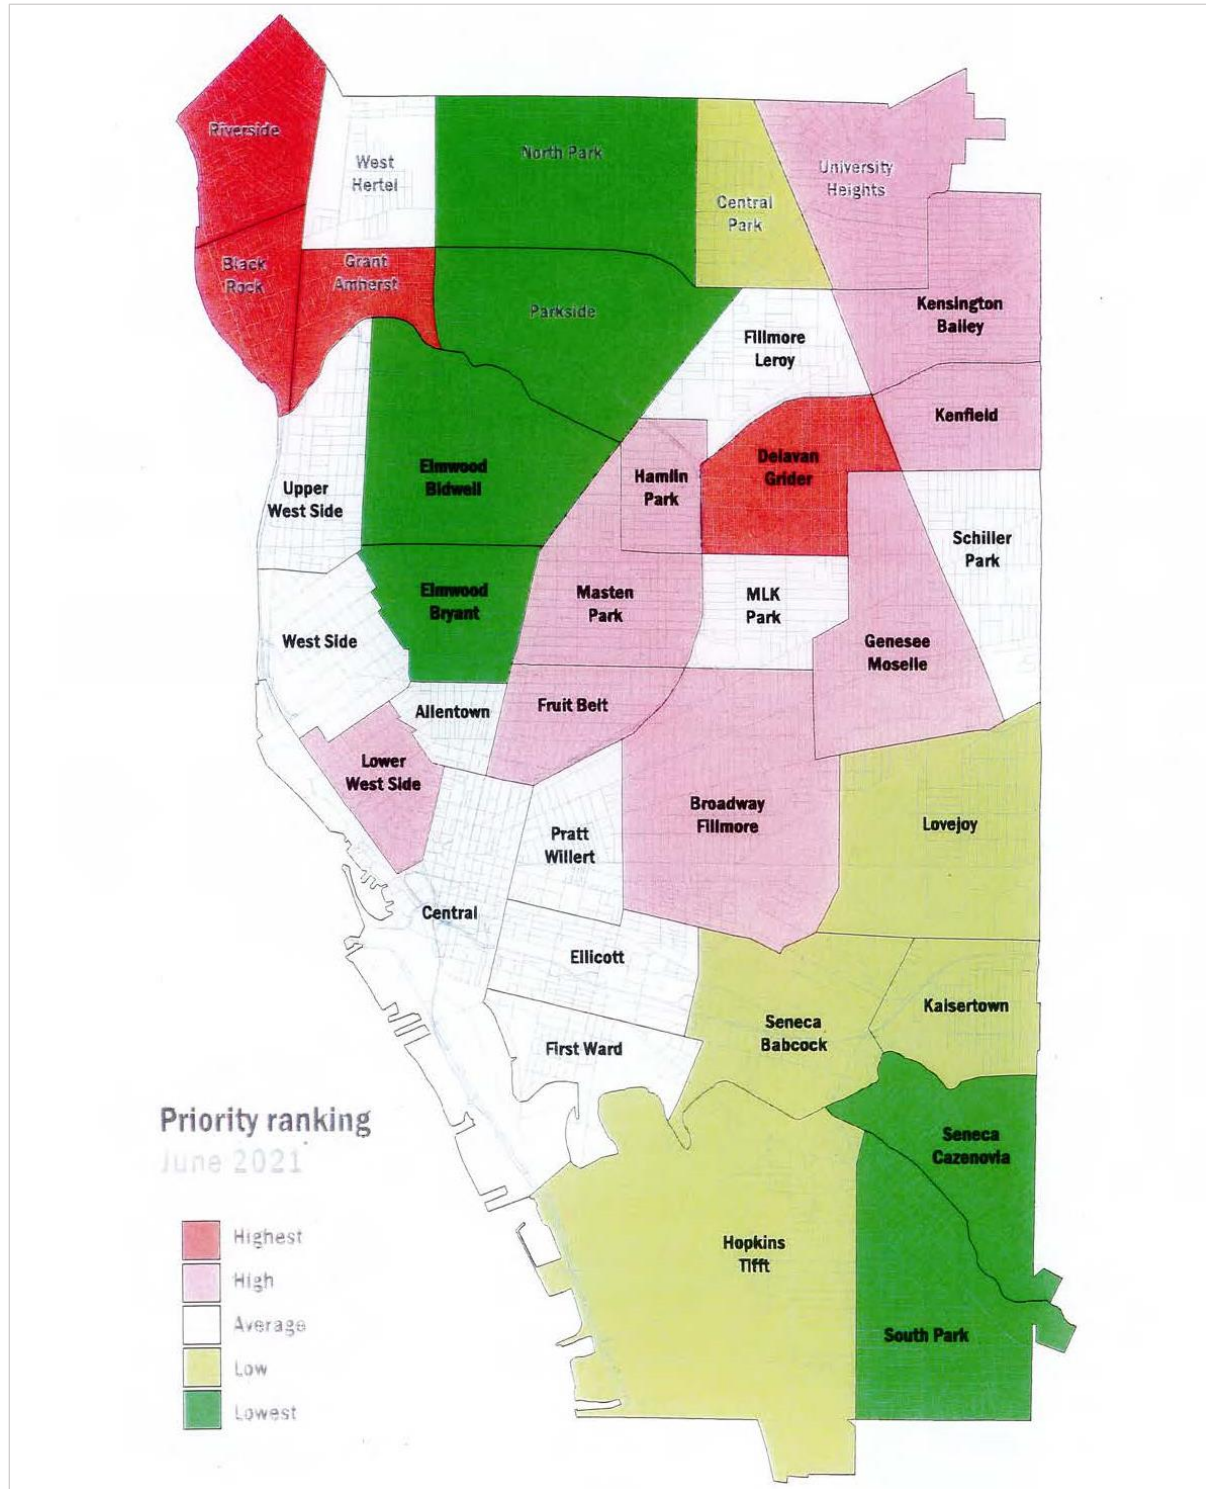 Riverside
West
Hertel
North Park
Central
Park
University
Heights
Black
Rock
Grant
Amherst
Parkside
Kensington
Bailey
Fillmore
Leroy
Kenfield
Elmwood
Bidwell
Hamlin
Park
Delavan
Grider
Upper
West Side
Schiller
Park
Elmwood
Bryant
Masten
Park
MLK
Park
West Side
Genesee
Moselle
Allentown
Fruit Belt
Lower
West Side
Broadway
Fillmore
Lovejoy
Pratt
Willert
Central
Ellicott
Seneca
Babcock
Kaisertown
First Ward
Seneca
Cazenovia
Hopkins
Tifft
South Park
Priority ranking
June 2021
Highest
High
Average
Low
Lowest